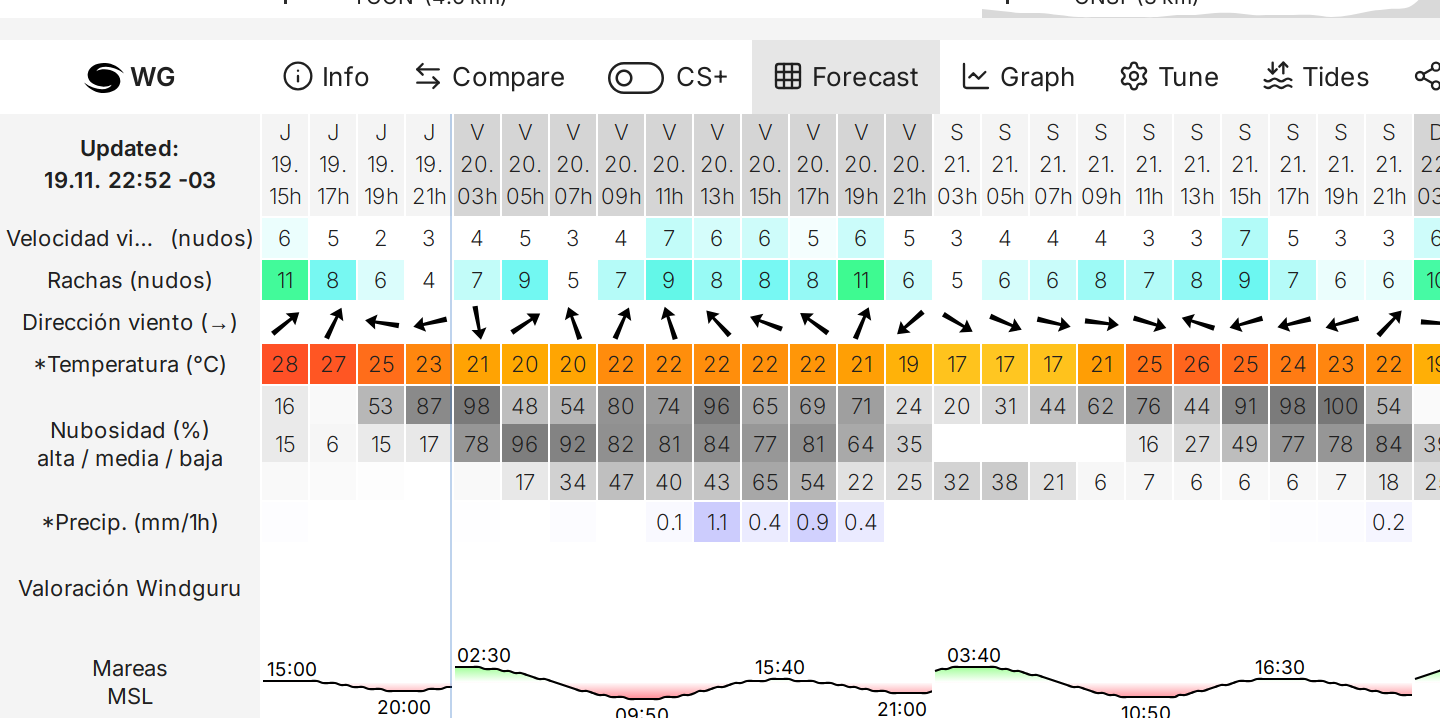 WG Info Compare CS+ Forecast Graph Tune Tides
J J J J V V V V V V V V V V S S S S S S S S S S D
Updated: 19. 19. 19. 19. 20. 20. 20. 20. 20. 20. 20. 20. 20. 20. 21. 21. 21. 21. 21. 21. 21. 21. 21. 21.
19.11. 22:52 -03 15h 17h 19h 21h 03h 05h 07h 09h 11h 13h 15h 17h 19h 21h 03h 05h 07h 09h 11h 13h 15h 17h 19h 21h
Velocidad vi... (nudos) 6 5 2 3 4 5 3 4 7 6 6 5 6 5 3 4 4 4 3 3 7 5 3 3 6
Rachas (nudos) 11 8 6 4 7 9 5 7 9 8 8 8 11 6 5 6 6 8 7 8 9 7 6 6 10
Dirección viento (→)
*Temperatura (°C) 28 27 25 23 21 20 20 22 22 22 22 22 21 19 17 17 17 21 25 26 25 24 23 22 19
16 53 87 98 48 54 80 74 96 65 69 71 24 20 31 44 62 76 44 91 98 100 54
Nubosidad (%)
15 6 15 17 78 96 92 82 81 84 77 81 64 35 16 27 49 77 78 84 39
alta / media / baja
17 34 47 40 43 65 54 22 25 32 38 21 6 7 6 6 6 7 18
*Precip. (mm/1h) 0.1 1.1 0.4 0.9 0.4 0.2
Valoración Windguru
Mareas
MSL
15:00 20:00 02:30 09:50 15:40 21:00 03:40 10:50 16:30